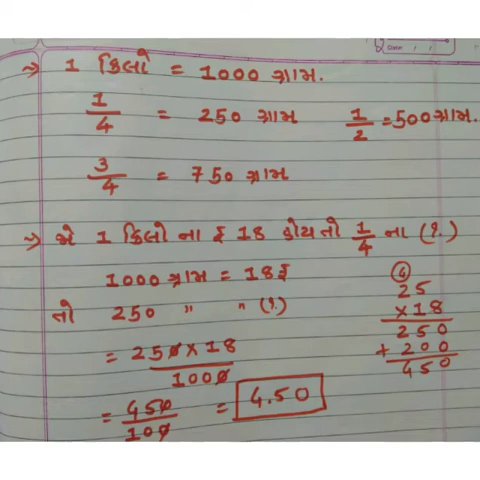 Date: / /
→ 1 કિલો = 1000 ગ્રામ.
1/4 = 250 ગ્રામ 1/2 = 500 ગ્રામ.
3/4 = 750 ગ્રામ
→ જો 1 કિલો ના રૂ 18 હોય તો 1/4 ના (?)
1000 ગ્રામ = 18રૂ
તો 250 " " (?)
= 250 × 18
1000
= 450
100
= 4.50
25
×18
250
+ 200
450